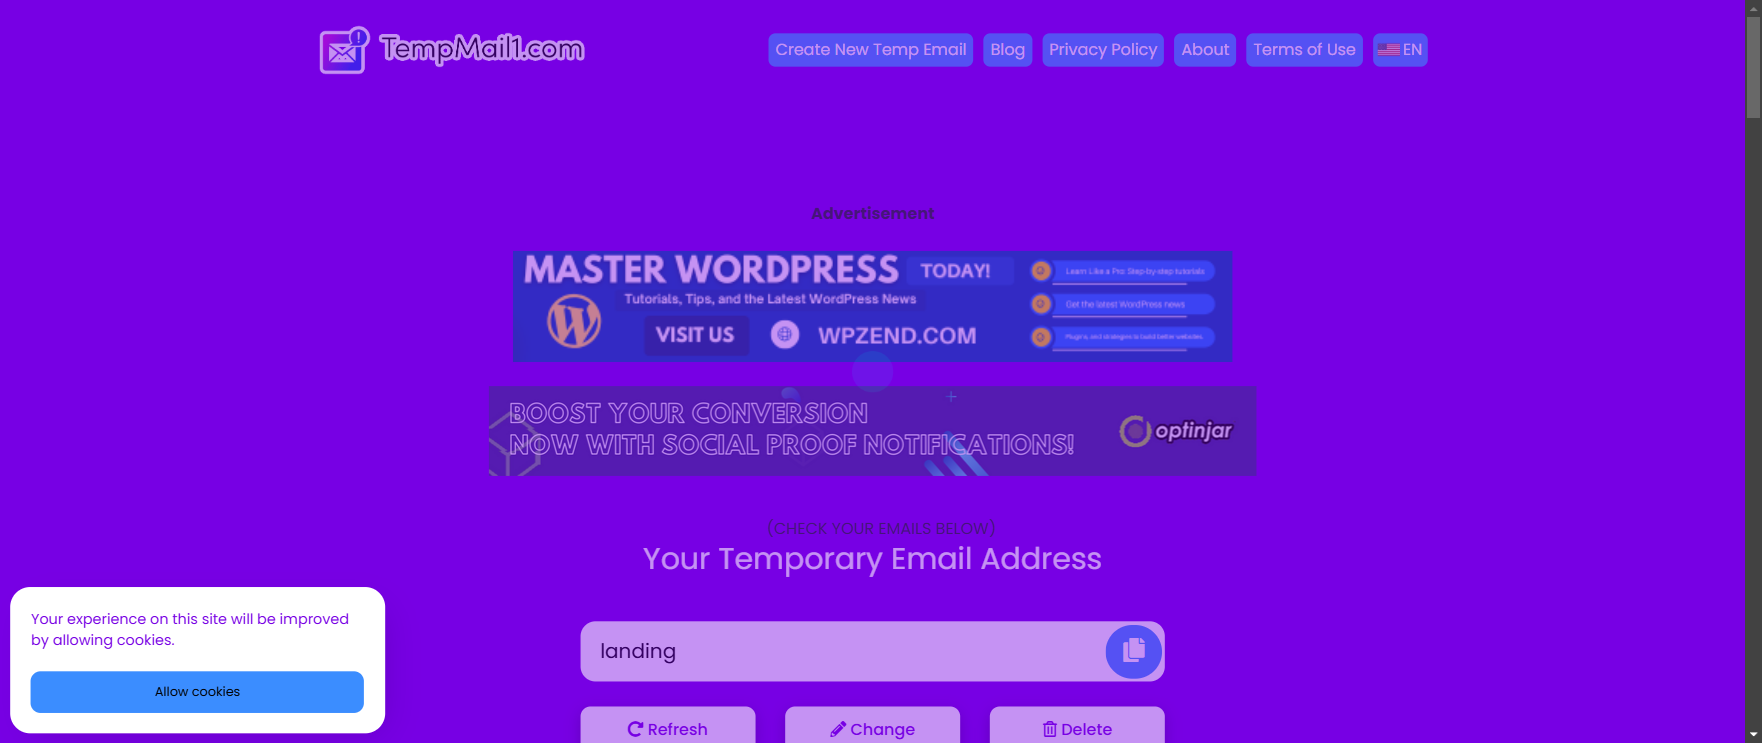 TempMail1.com
Create New Temp Email Blog Privacy Policy About Terms of Use EN
Advertisement
MASTER WORDPRESS TODAY!
Tutorials, Tips, and the Latest WordPress News
VISIT US WPZEND.COM
Learn Like a Pro: Step-by-step tutorials
Get the latest WordPress news
Plugins, and strategies to build better websites.
BOOST YOUR CONVERSION
NOW WITH SOCIAL PROOF NOTIFICATIONS!
optinjar
(CHECK YOUR EMAILS BELOW)
Your Temporary Email Address
landing
Refresh Change Delete
Your experience on this site will be improved
by allowing cookies.
Allow cookies